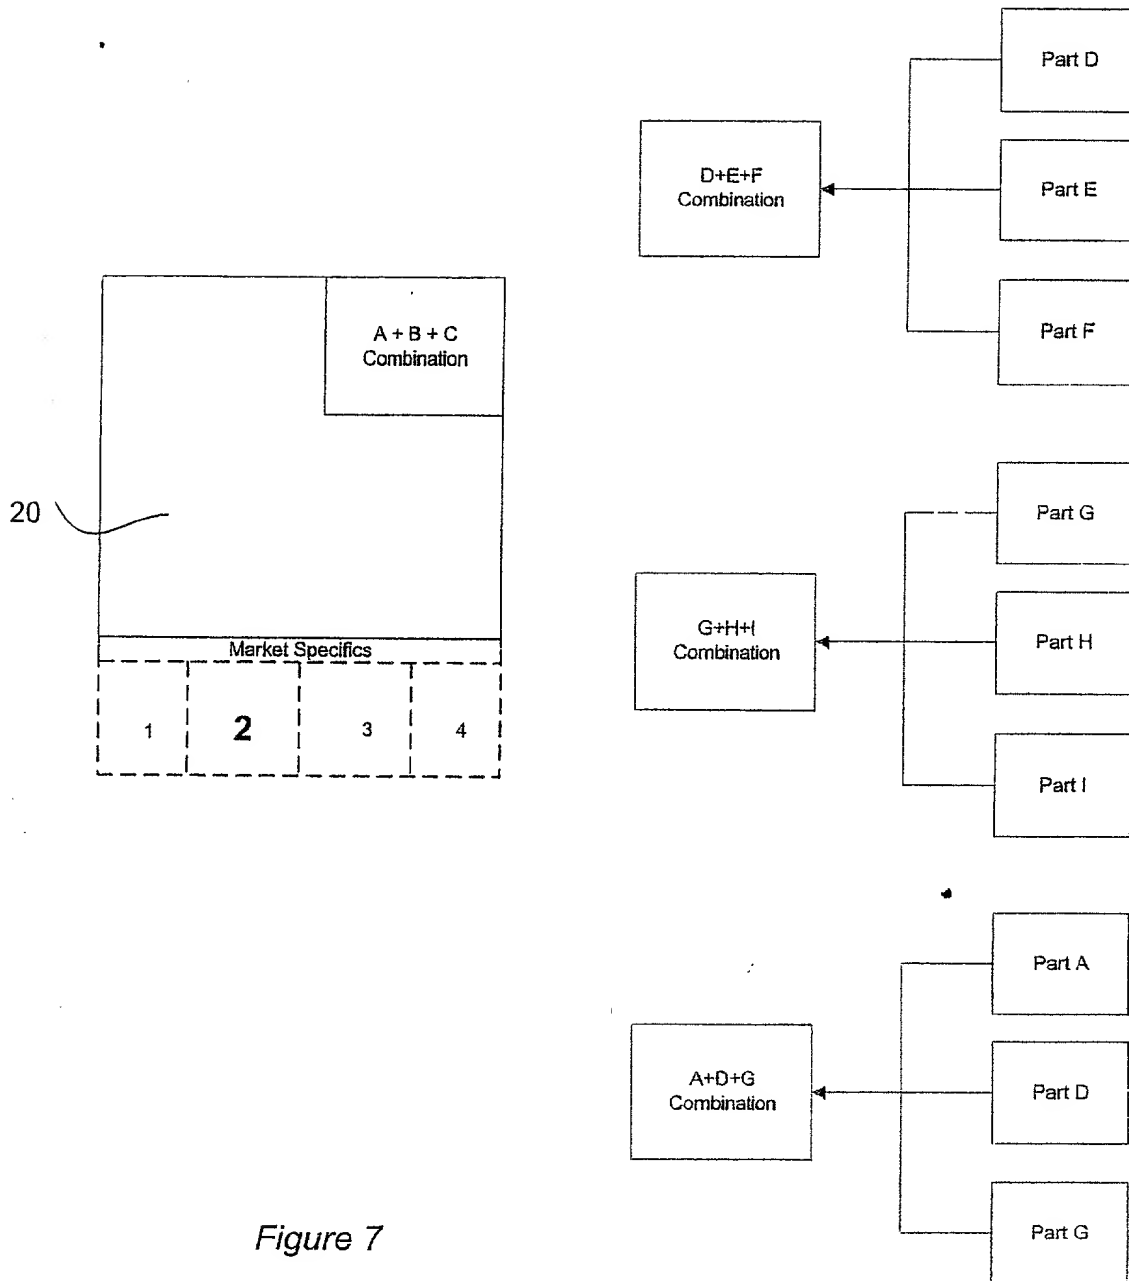 Part D
D+E+F
Combination
Part E
Part F
A + B + C
Combination
20
Market Specifics
1
2
3
4
Part G
G+H+I
Combination
Part H
Part I
Part A
A+D+G
Combination
Part D
Part G
Figure 7